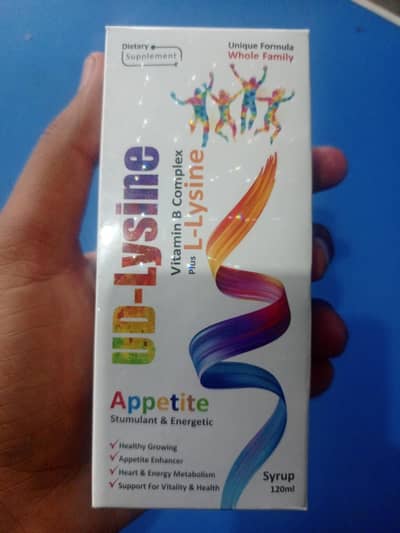 Dietary
Supplement
Unique Formula
Whole Family
UD-Lysine
Vitamin B Complex
Plus L-Lysine
Appetite
Stumulant & Energetic
✓ Healthy Growing
✓ Appetite Enhancer
✓ Heart & Energy Metabolism
✓ Support For Vitality & Health
Syrup
120ml